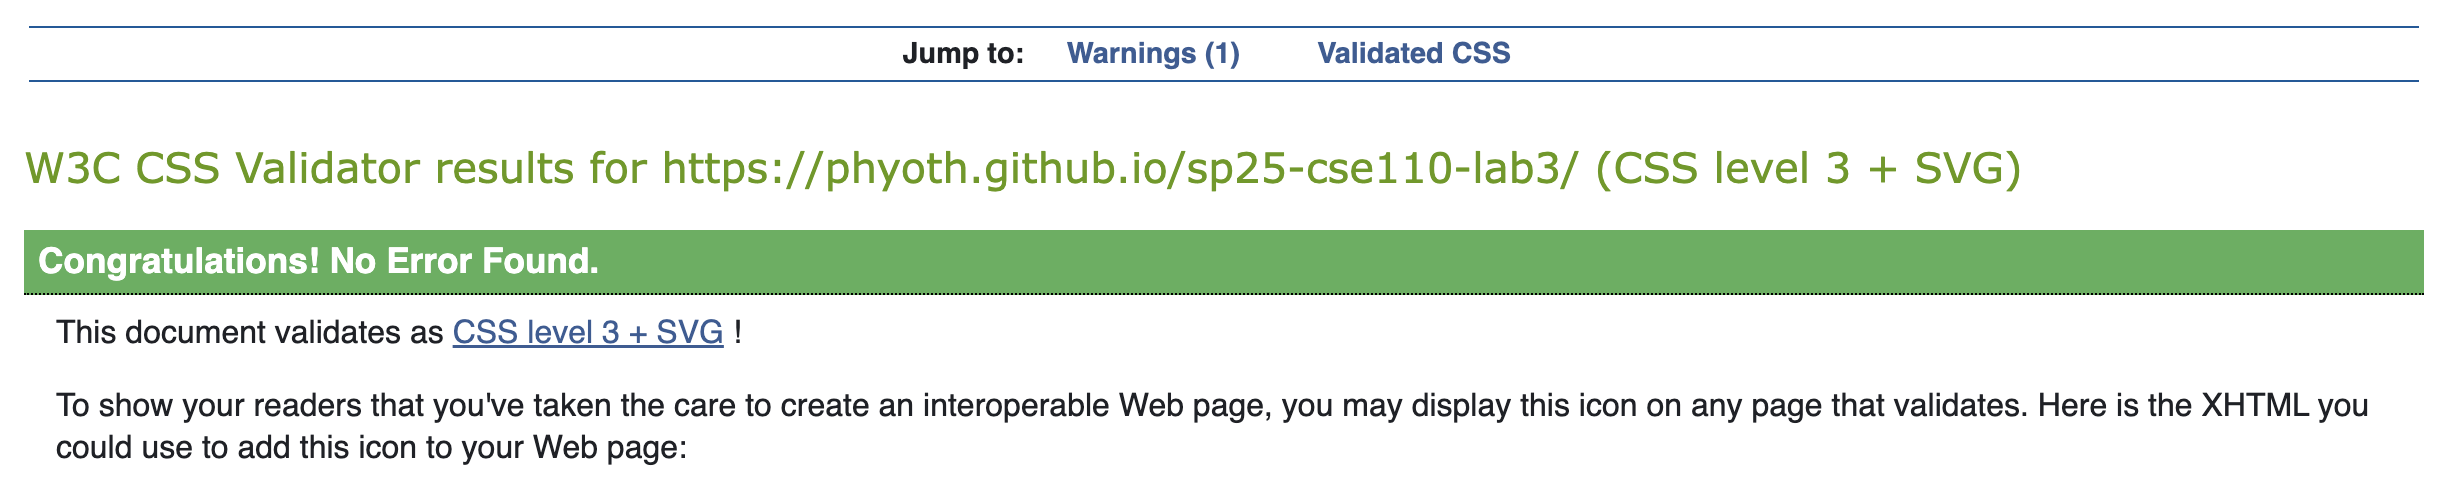 Jump to: Warnings (1) Validated CSS
W3C CSS Validator results for https://phyoth.github.io/sp25-cse110-lab3/ (CSS level 3 + SVG)
Congratulations! No Error Found.
This document validates as CSS level 3 + SVG !
To show your readers that you've taken the care to create an interoperable Web page, you may display this icon on any page that validates. Here is the XHTML you
could use to add this icon to your Web page: